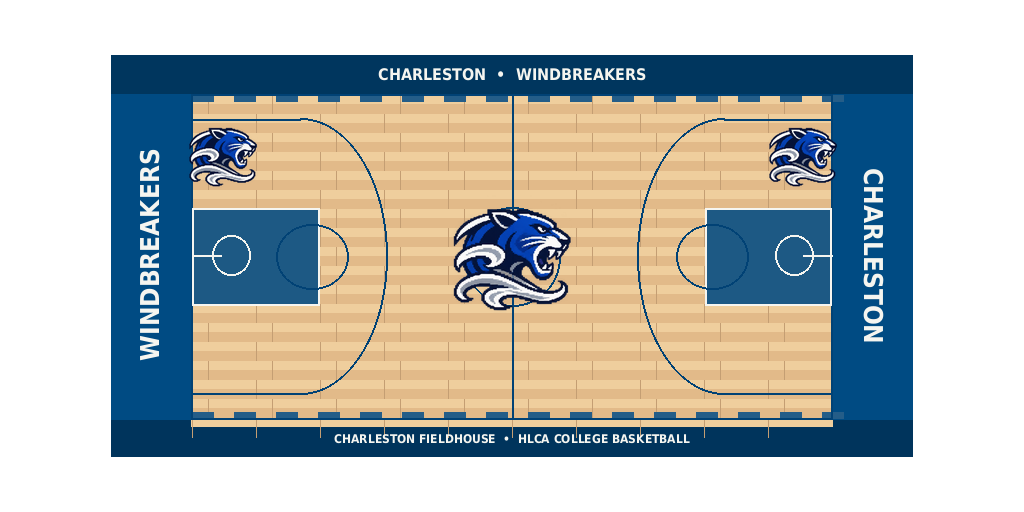 CHARLESTON • WINDBREAKERS
WINDBREAKERS
CHARLESTON
CHARLESTON FIELDHOUSE • HLCA COLLEGE BASKETBALL